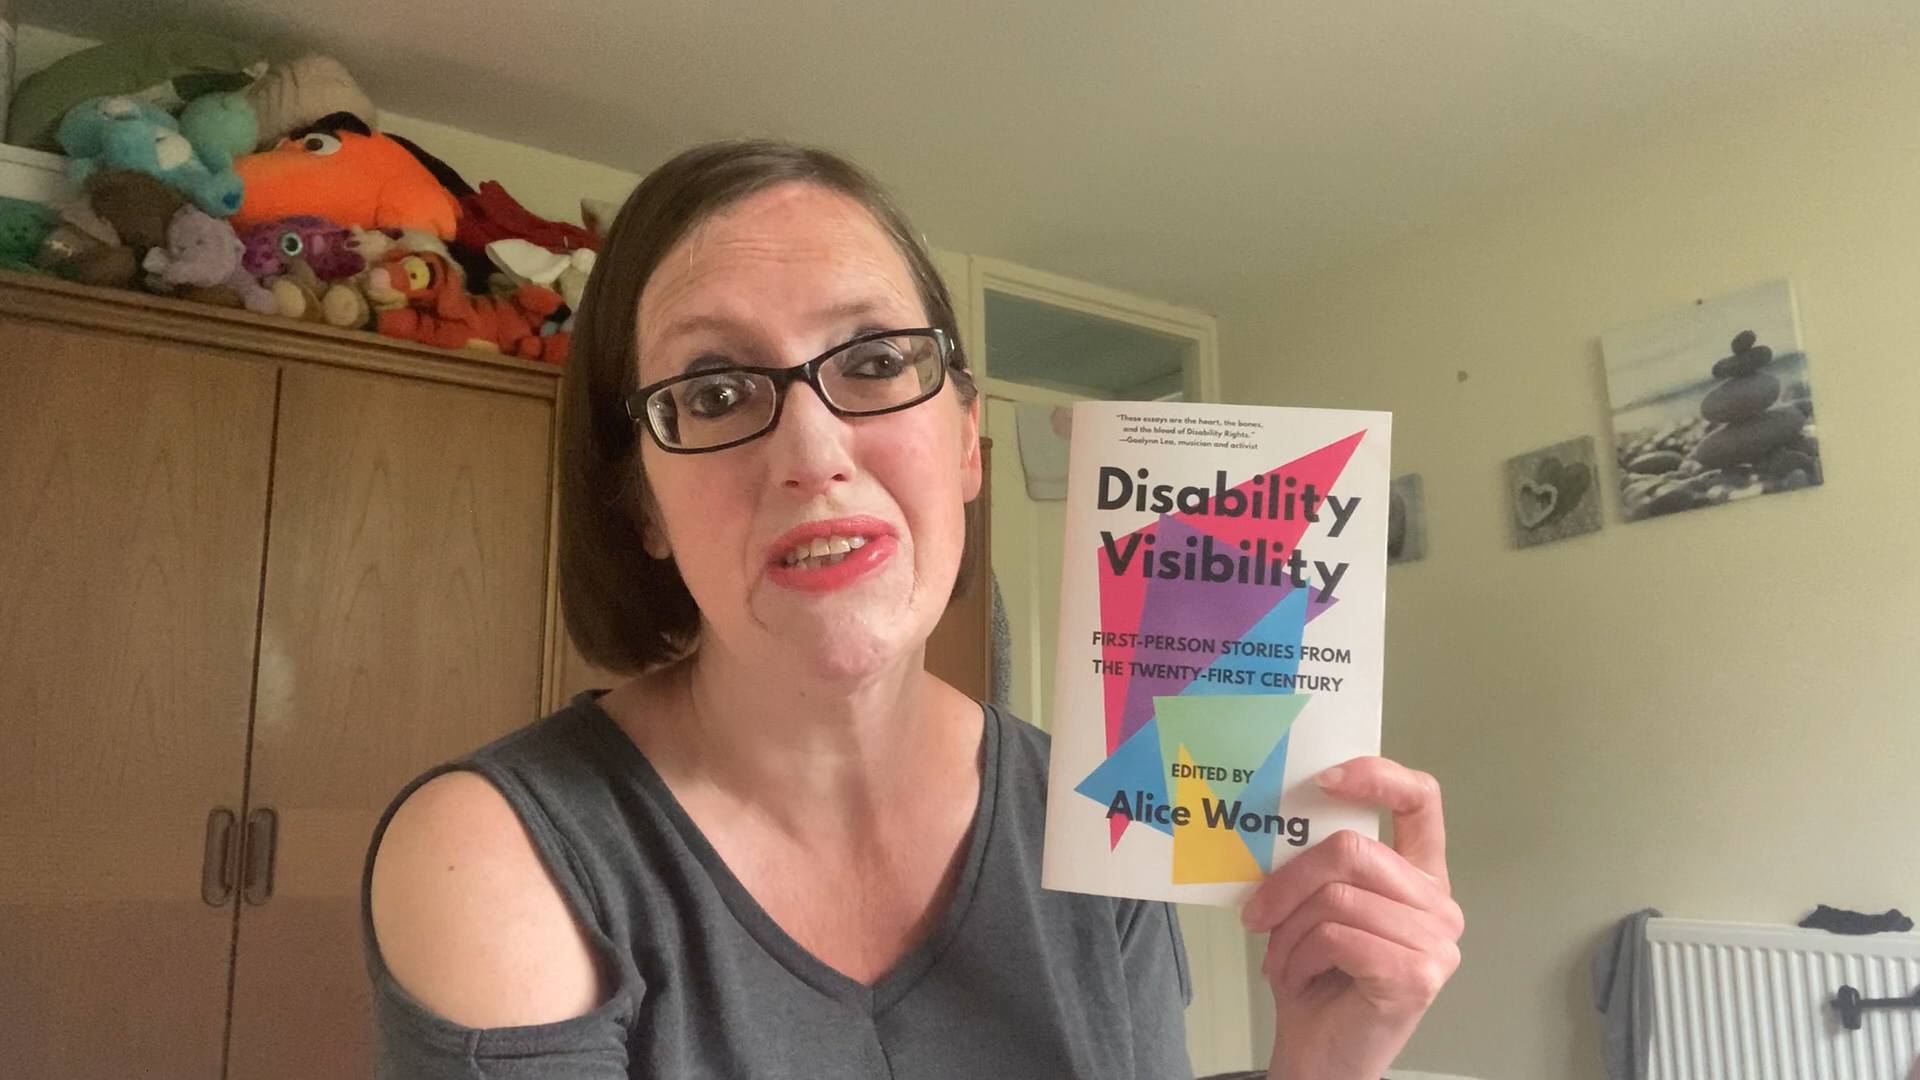 "These essays are the heart, the bones,
and the blood of Disability Rights."
—Gaelynn Lea, musician and activist
Disability
Visibility
FIRST-PERSON STORIES FROM
THE TWENTY-FIRST CENTURY
EDITED BY
Alice Wong